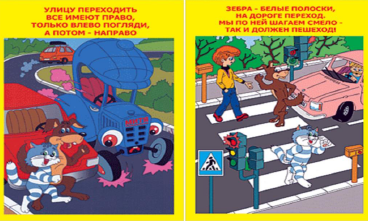 УЛИЦУ ПЕРЕХОДИТЬ
ВСЕ ИМЕЮТ ПРАВО,
ТОЛЬКО ВЛЕВО ПОГЛЯДИ,
А ПОТОМ - НАПРАВО
ЗЕБРА - БЕЛЫЕ ПОЛОСКИ,
НА ДОРОГЕ ПЕРЕХОД.
МЫ ПО НЕЙ ШАГАЕМ СМЕЛО -
ТАК И ДОЛЖЕН ПЕШЕХОД!